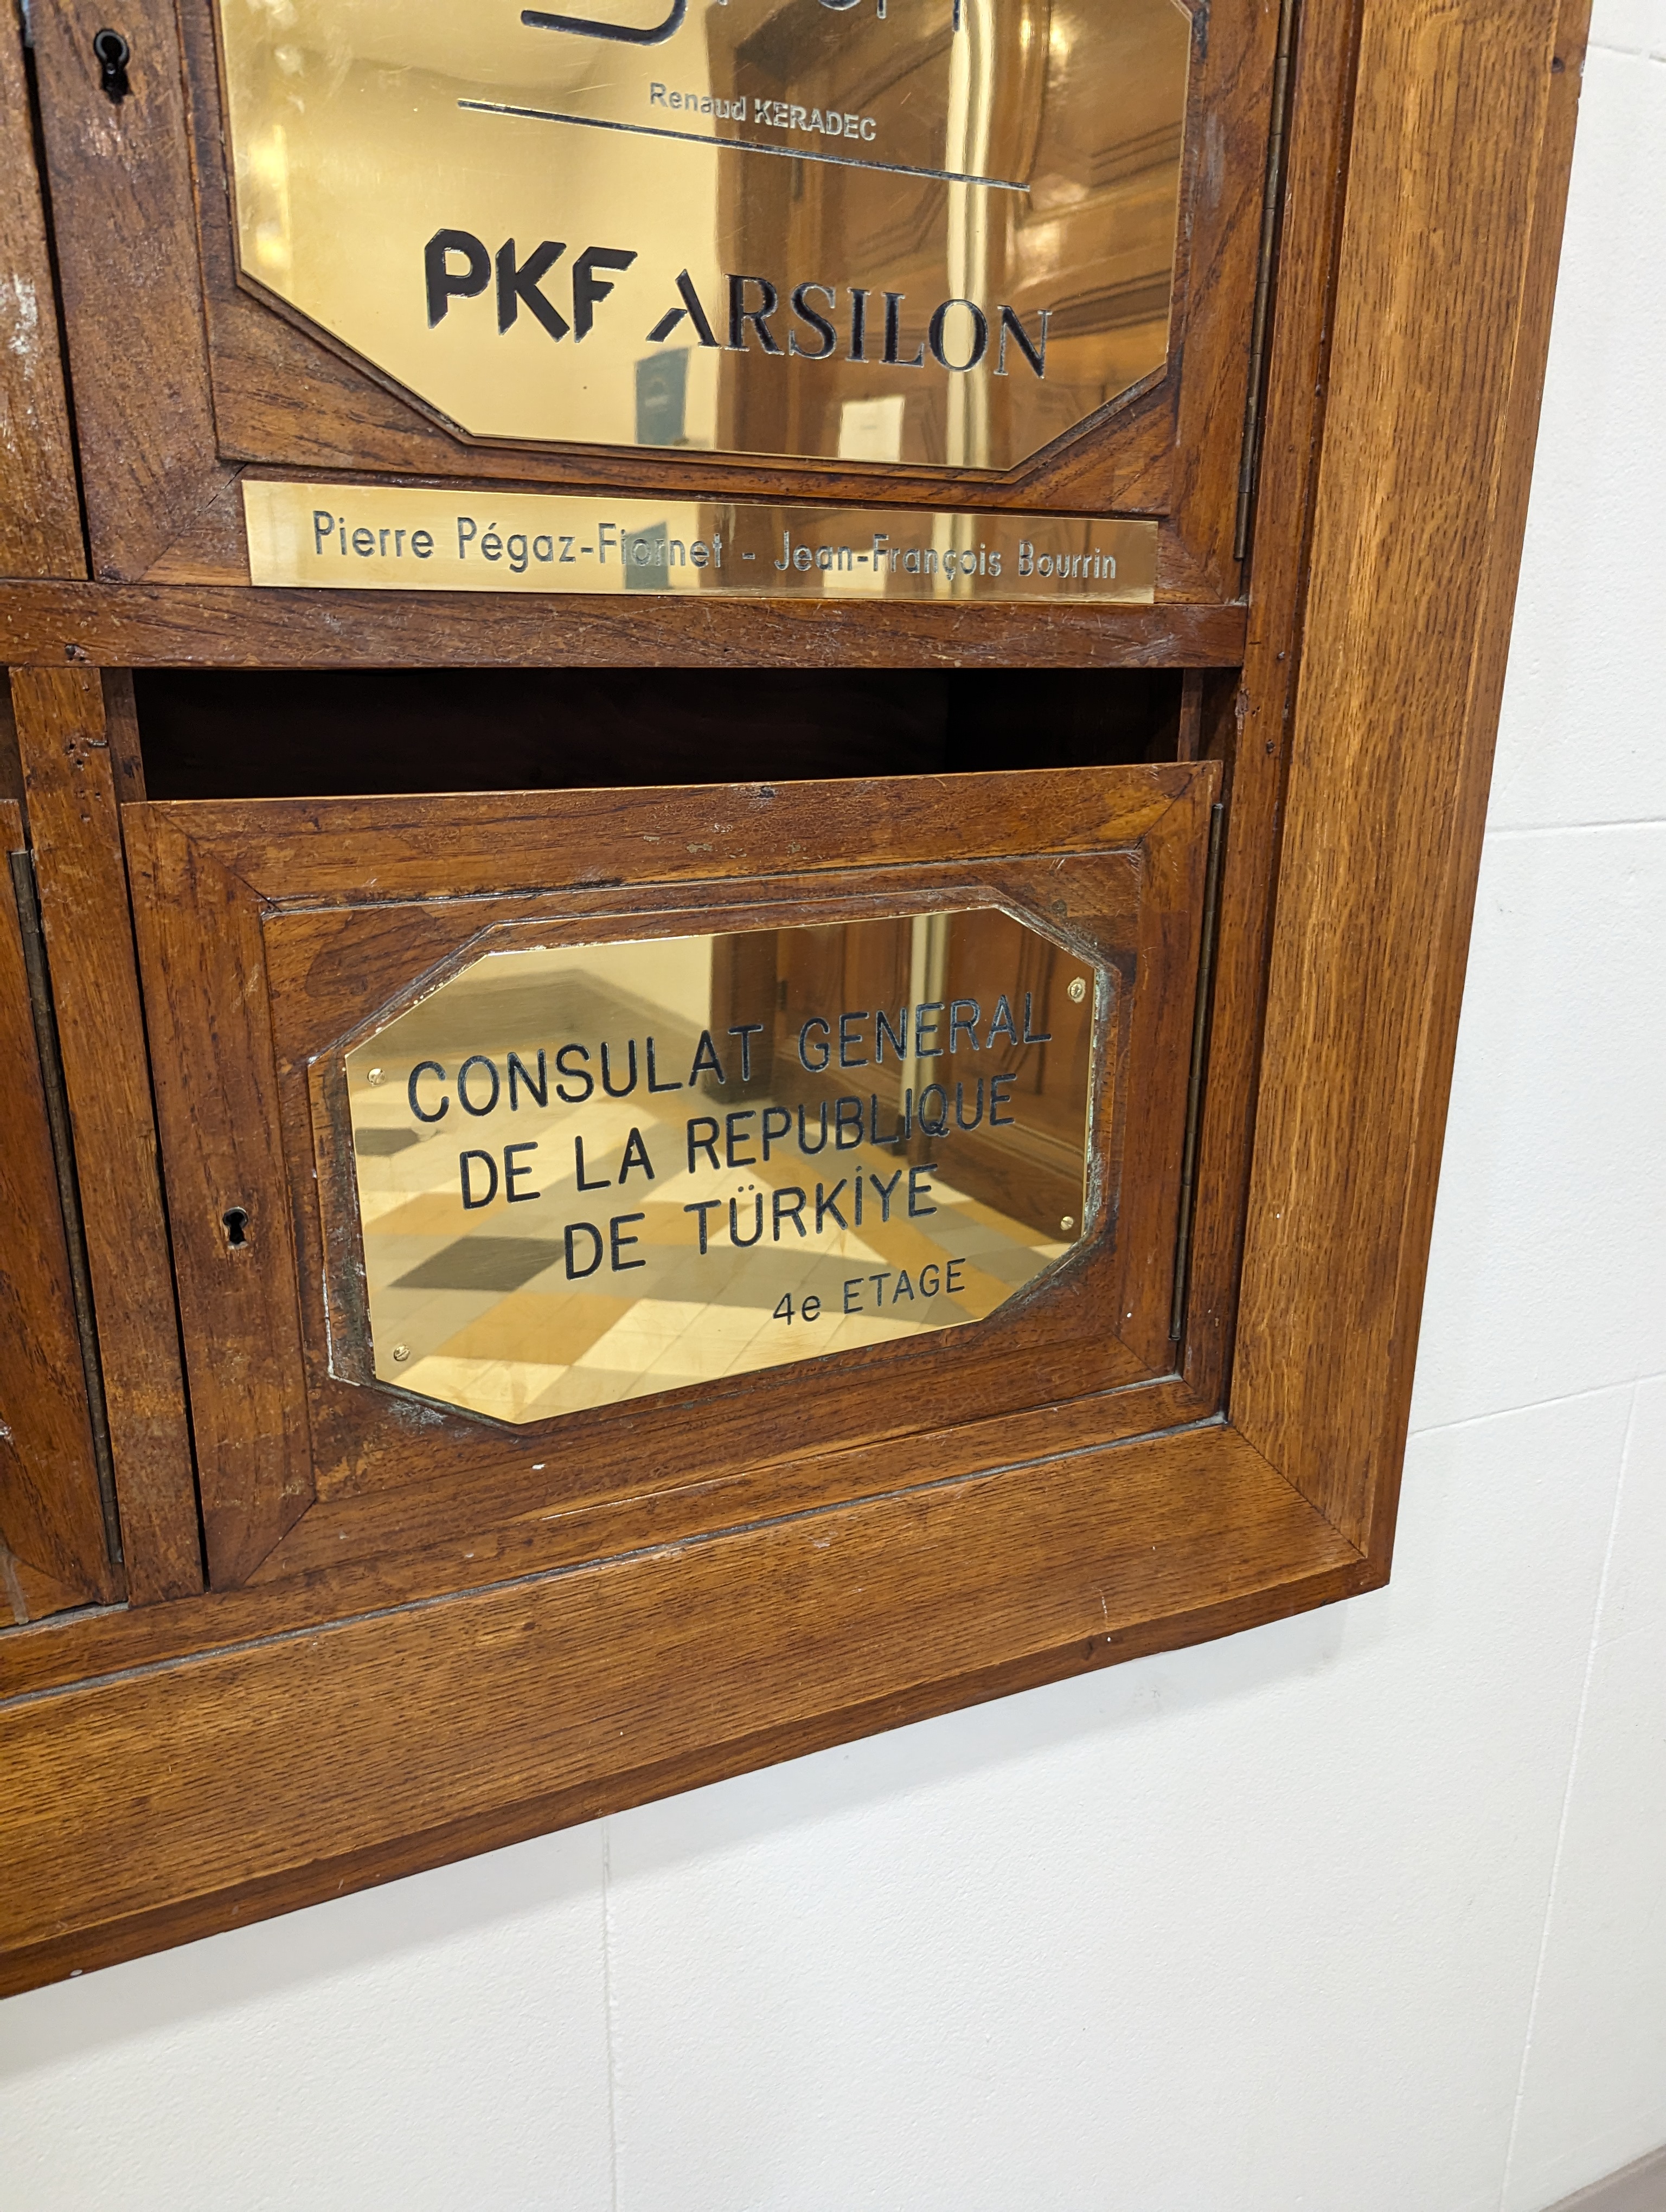 Renaud KERADEC
PKF ARSILON
Pierre Pégaz-Fiornet - Jean-François Bourrin
CONSULAT GENERAL
DE LA REPUBLIQUE
DE TÜRKİYE
4e ETAGE